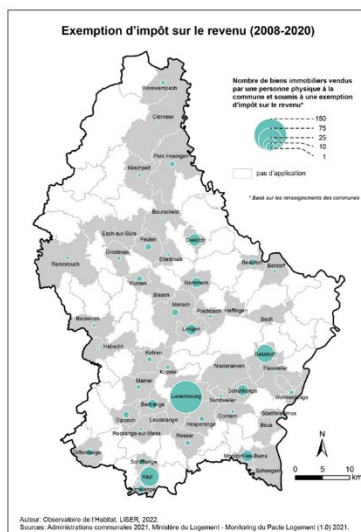 Exemption d'impôt sur le revenu (2008-2020)
Nombre de biens immobiliers vendus
par une personne physique à la
commune et soumis à une exemption
d'impôt sur le revenu*
150
75
25
10
1
pas d'application
* Basé sur les renseignements des communes
Weiswampach
Clervaux
Parc Hosingen
Kiischpelt
Bourscheid
Esch-sur-Sûre
Feulen
Diekirch
Grosbous
Ettelbruck
Rambrouch
Beaufort
Berdorf
Vichten
Nommern
Bissen
Mersch
Fischbach
Heffingen
Beckerich
Lintgen
Bech
Habscht
Kehlen
Betzdorf
Kopstal
Niederanven
Flaxweiler
Mamer
Luxembourg
Schuttrange
Wormeldange
Bertrange
Sandweiler
Dippach
Leudelange
Contern
Stadtbredimus
Hesperange
Reckange-sur-Mess
Bous
Roeser
Differdange
Mondorf-les-Bains
Schifflange
Schengen
Kayl
N
0
5
10 km
Auteur: Observatoire de l'Habitat, LISER, 2022.
Sources: Administrations communales 2021, Ministère du Logement - Monitoring du Pacte Logement (1.0) 2021.